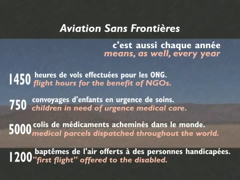 Aviation Sans Frontières
c'est aussi chaque année
means, as well, every year
1450 heures de vols effectuées pour les ONG.
flight hours for the benefit of NGOs.
750 convoyages d'enfants en urgence de soins.
children in need of urgence medical care.
5000 colis de médicaments acheminés dans le monde.
medical parcels dispatched throughout the world.
1200 baptêmes de l'air offerts à des personnes handicapées.
"first flight" offered to the disabled.